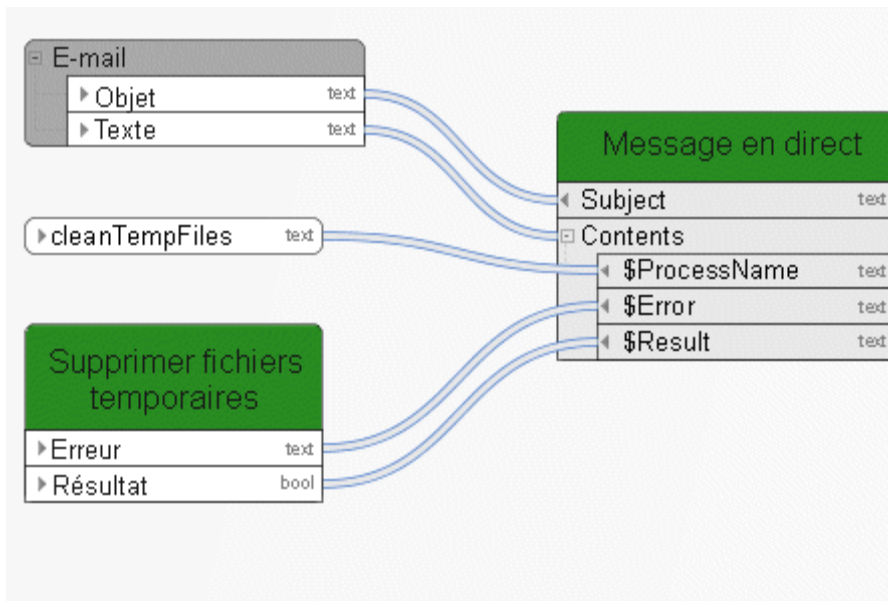 E-mail
Objet text
Texte text
Message en direct
Subject text
cleanTempFiles text
Contents
$ProcessName text
$Error text
$Result text
Supprimer fichiers
temporaires
Erreur text
Résultat bool